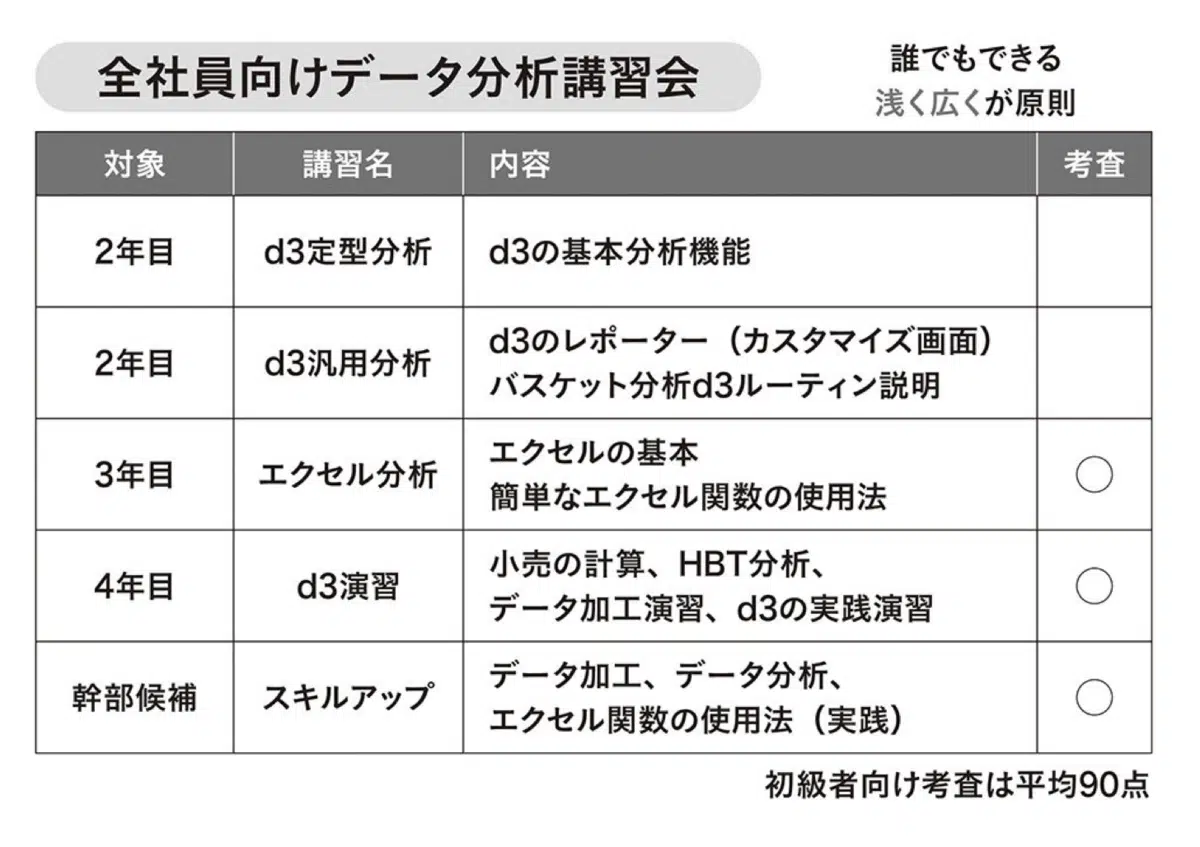 全社員向けデータ分析講習会
誰でもできる
浅く広くが原則
対象 講習名 内容 考査
2年目 d3定型分析 d3の基本分析機能
2年目 d3汎用分析 d3のレポーター（カスタマイズ画面）
バスケット分析d3ルーティン説明
3年目 エクセル分析 エクセルの基本
簡単なエクセル関数の使用法 ○
4年目 d3演習 小売の計算、HBT分析、
データ加工演習、d3の実践演習 ○
幹部候補 スキルアップ データ加工、データ分析、
エクセル関数の使用法（実践） ○
初級者向け考査は平均90点